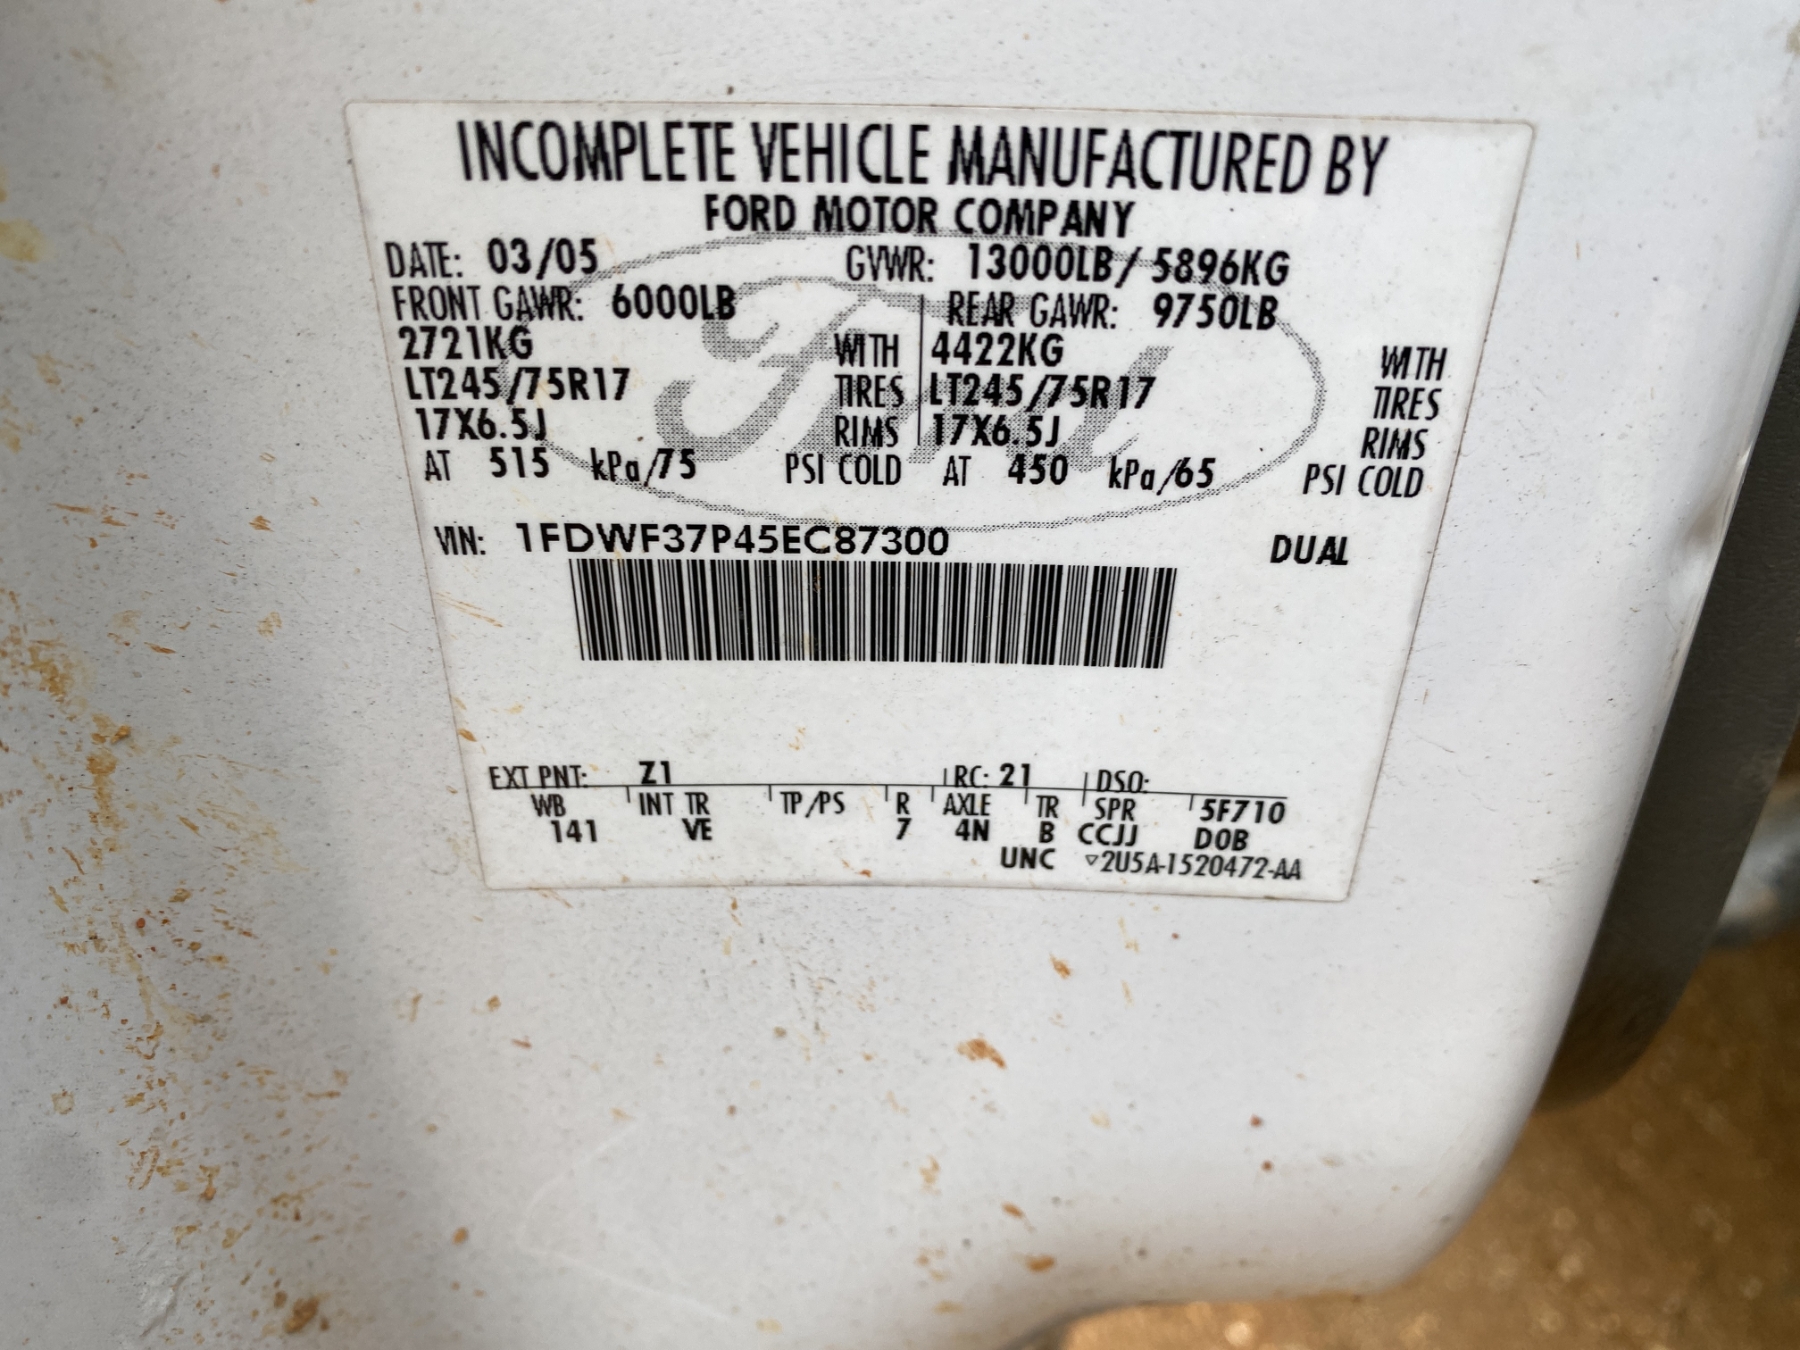 INCOMPLETE VEHICLE MANUFACTURED BY
FORD MOTOR COMPANY
DATE: 03/05 GVWR: 13000LB/ 5896KG
FRONT GAWR: 6000LB REAR GAWR: 9750LB
2721KG WITH 4422KG WITH
LT245/75R17 TIRES LT245/75R17 TIRES
17X6.5J RIMS 17X6.5J RIMS
AT 515 kPa/75 PSI COLD AT 450 kPa/65 PSI COLD
VIN: 1FDWF37P45EC87300 DUAL
EXT PNT: Z1 RC: 21 DSO:
WB INT TR TP/PS R AXLE TR SPR 5F710
141 VE 7 4N B CCJJ DOB
UNC ▽2U5A-1520472-AA
Ford